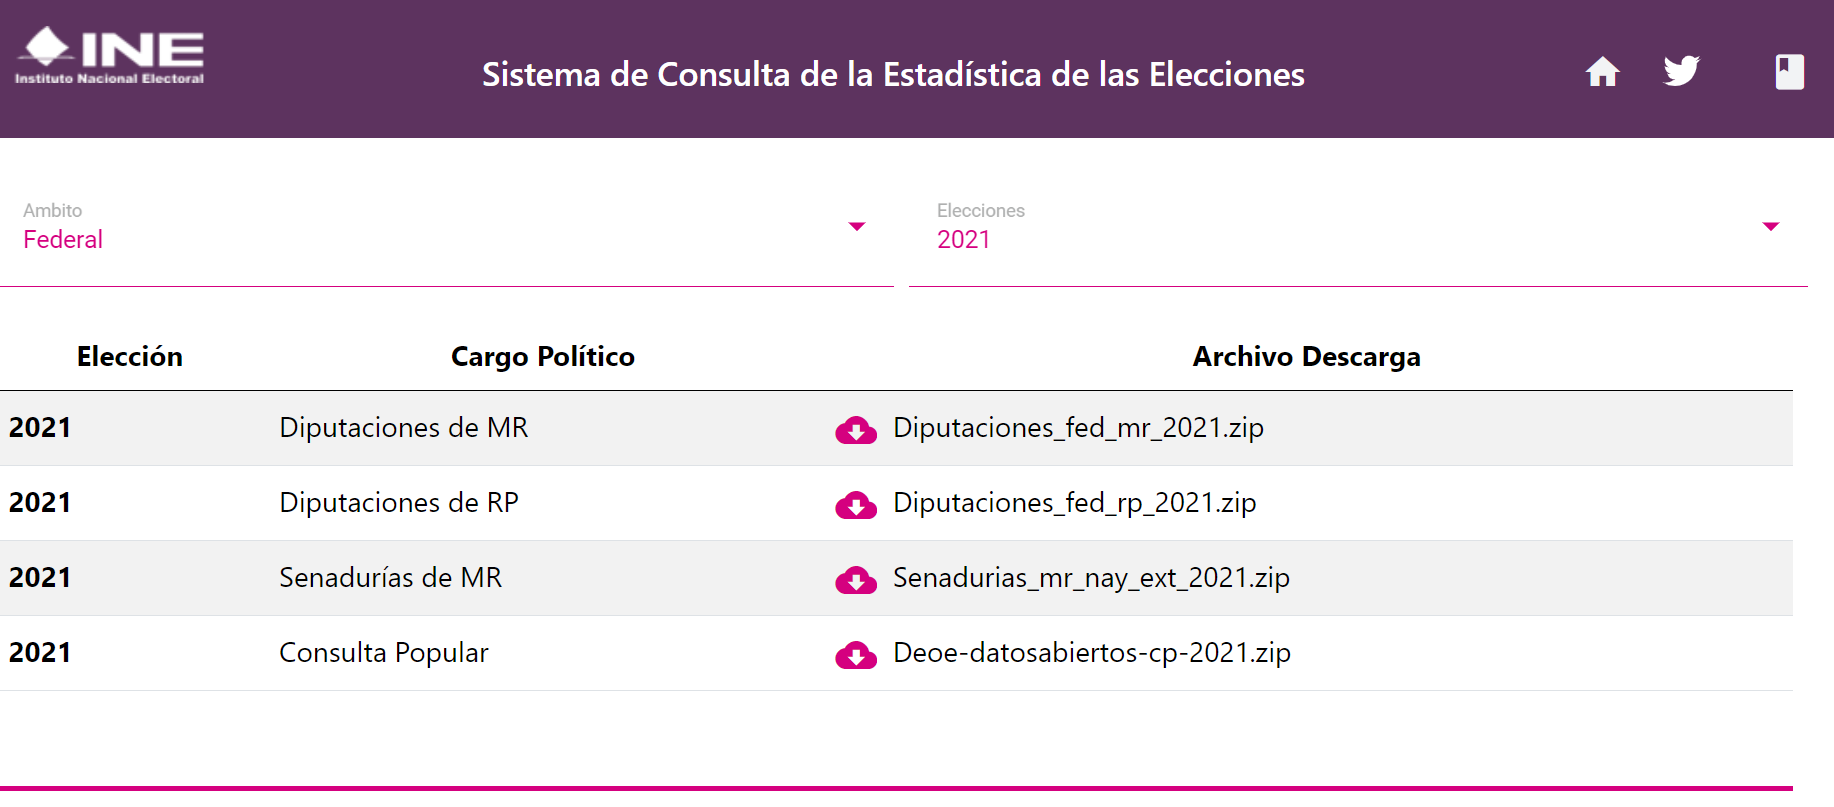 INE
Instituto Nacional Electoral
Sistema de Consulta de la Estadística de las Elecciones
Ambito
Federal
Elecciones
2021
Elección Cargo Político Archivo Descarga
2021 Diputaciones de MR Diputaciones_fed_mr_2021.zip
2021 Diputaciones de RP Diputaciones_fed_rp_2021.zip
2021 Senadurías de MR Senadurias_mr_nay_ext_2021.zip
2021 Consulta Popular Deoe-datosabiertos-cp-2021.zip